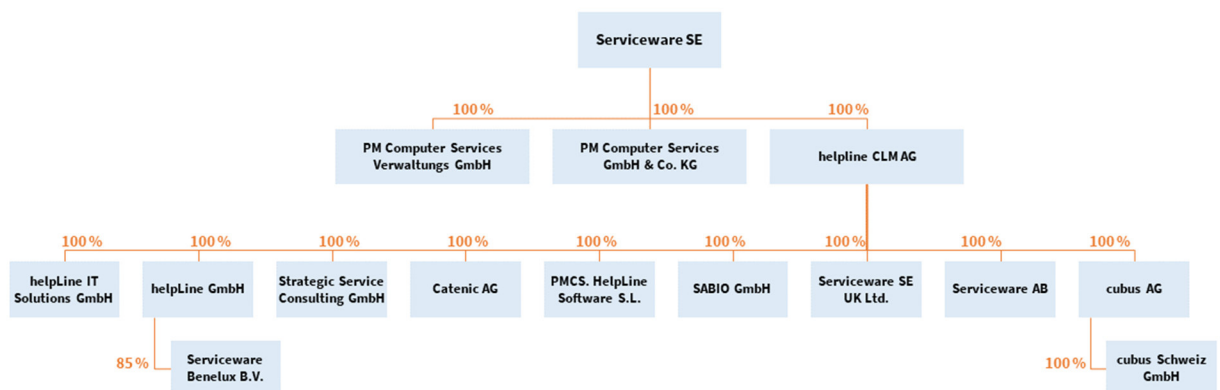 Serviceware SE
100 %
100 %
100 %
PM Computer Services
Verwaltungs GmbH
PM Computer Services
GmbH & Co. KG
helpline CLM AG
100 %
100 %
100 %
100 %
100 %
100 %
100 %
100 %
100 %
helpLine IT
Solutions GmbH
helpLine GmbH
Strategic Service
Consulting GmbH
Catenic AG
PMCS. HelpLine
Software S.L.
SABIO GmbH
Serviceware SE
UK Ltd.
Serviceware AB
cubus AG
85 %
Serviceware
Benelux B.V.
100 %
cubus Schweiz
GmbH